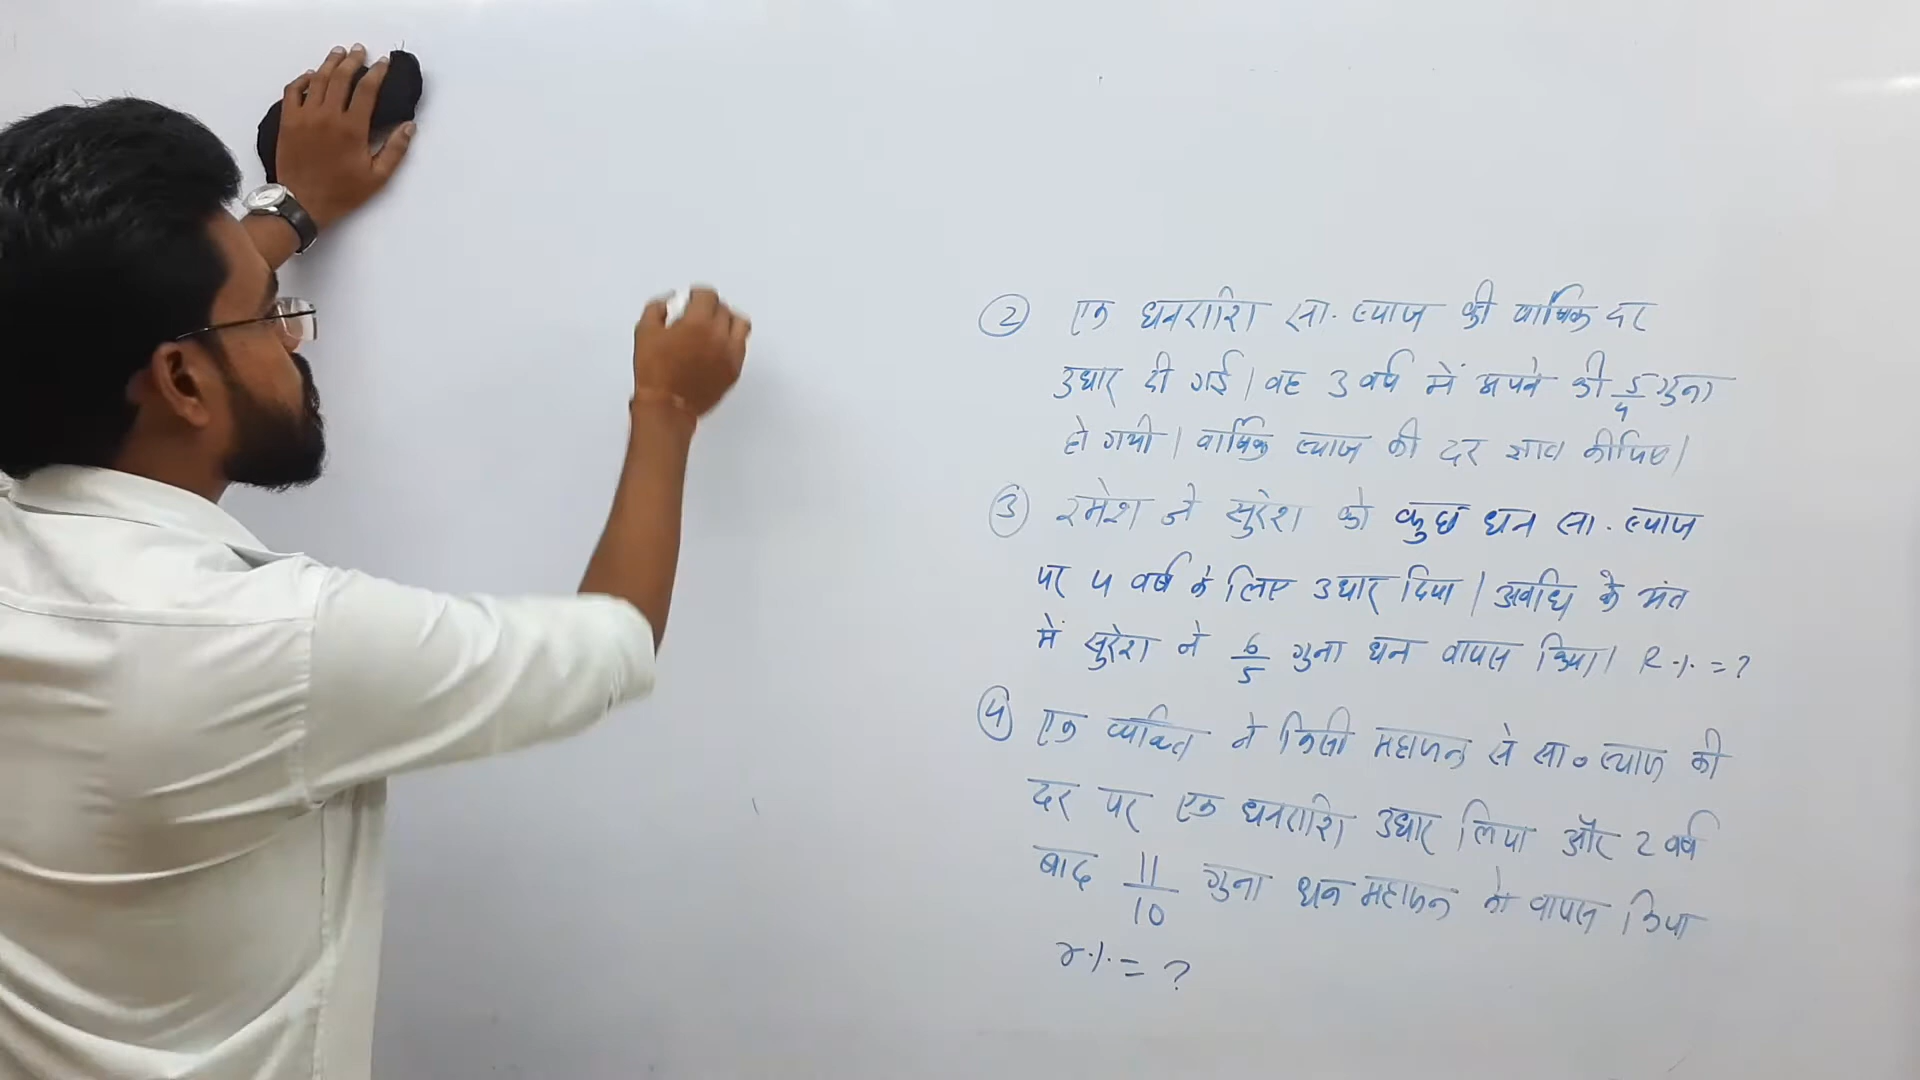 ② एक धनराशि सा. ब्याज की वार्षिक दर
उधार दी गई। वह 3 वर्ष में अपने की 5/4 गुना
हो गयी। वार्षिक ब्याज की दर ज्ञात कीजिए।
③ रमेश ने सुरेश को कुछ धन सा. ब्याज
पर 4 वर्ष के लिए उधार दिया। अवधि के अंत
में सुरेश ने 6/5 गुना धन वापस किया। R % = ?
④ एक व्यक्ति ने किसी महाजन से सा० ब्याज की
दर पर एक धनराशि उधार लिया और 2 वर्ष
बाद 11/10 गुना धन महाजन को वापस किया
r % = ?